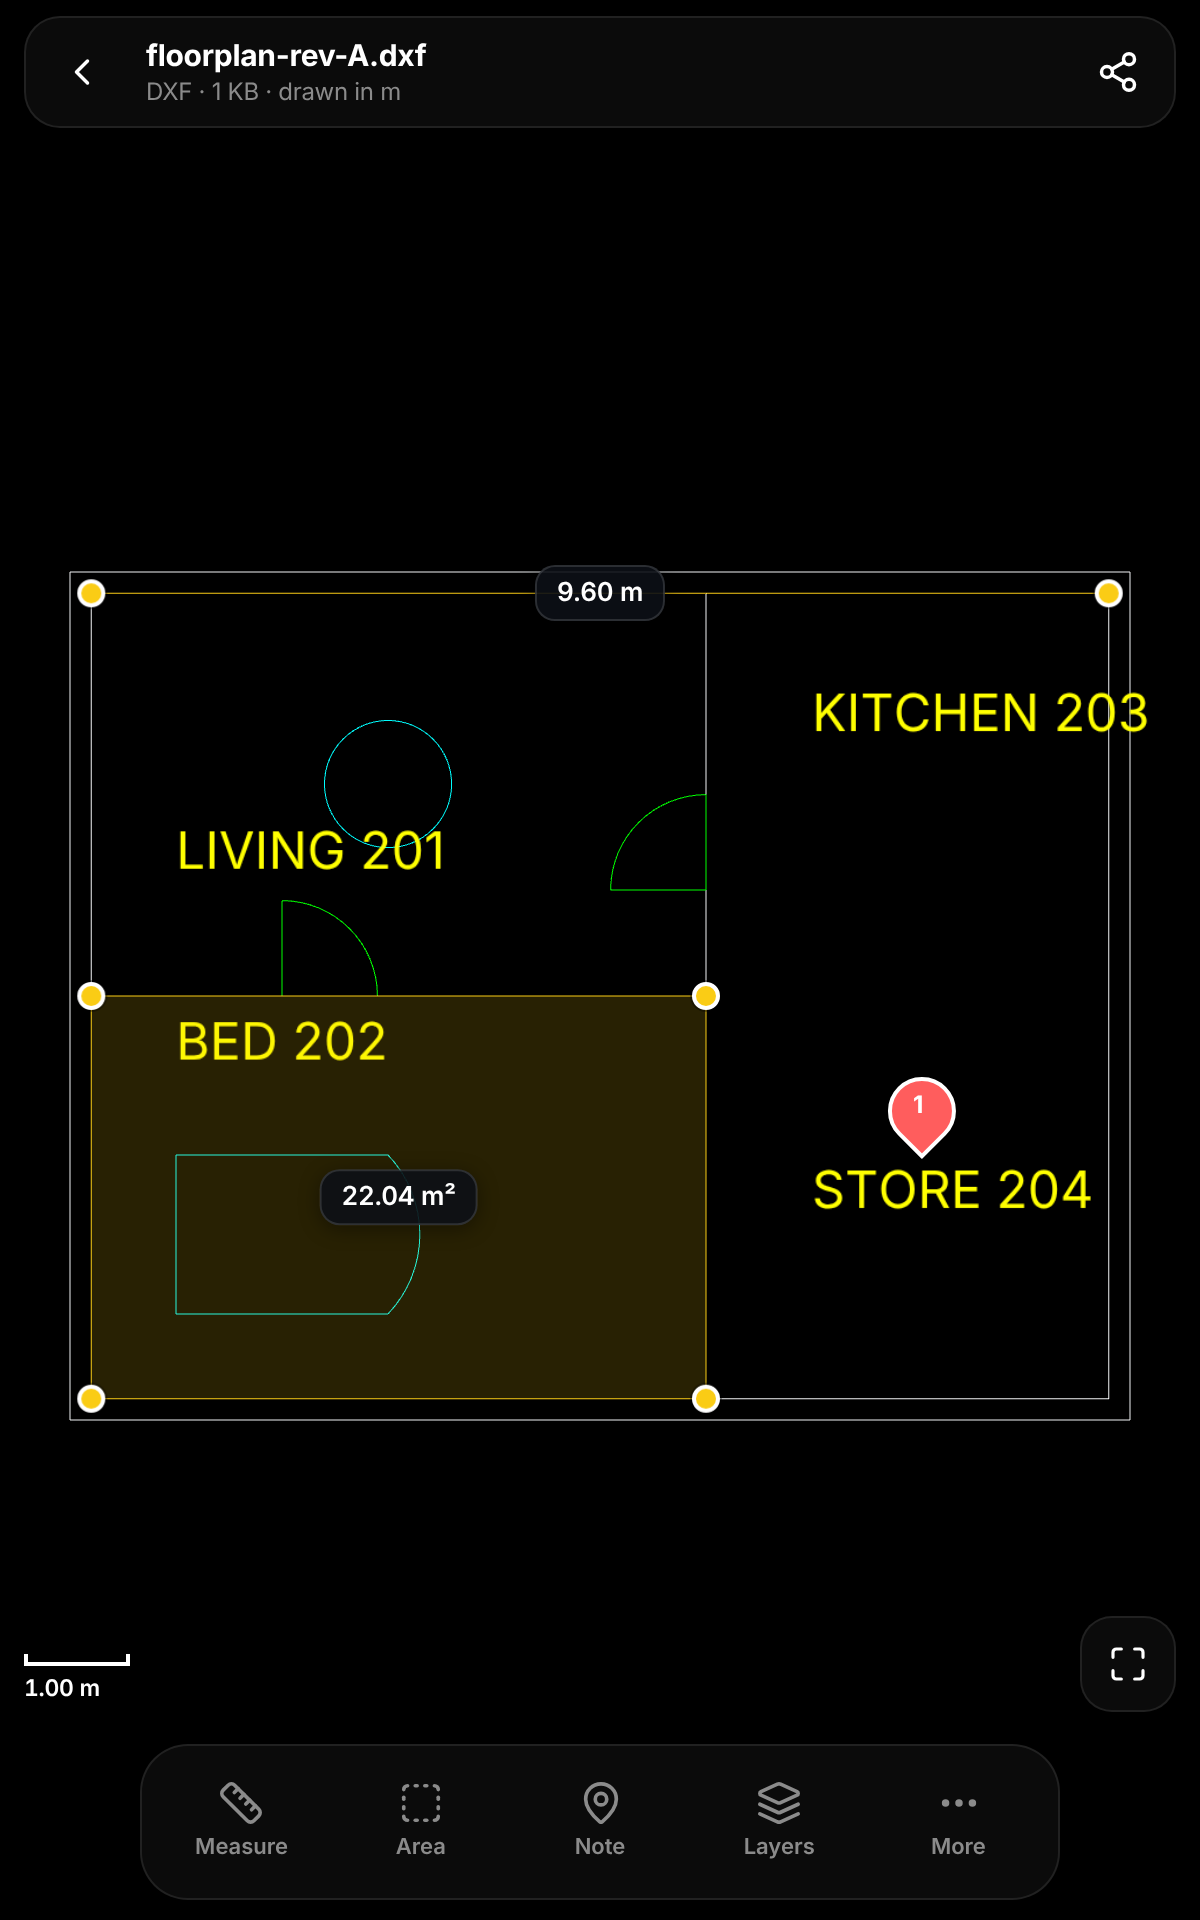 floorplan-rev-A.dxf
DXF · 1 KB · drawn in m
9.60 m
KITCHEN 203
LIVING 201
BED 202
1
STORE 204
22.04 m²
1.00 m
Measure
Area
Note
Layers
More